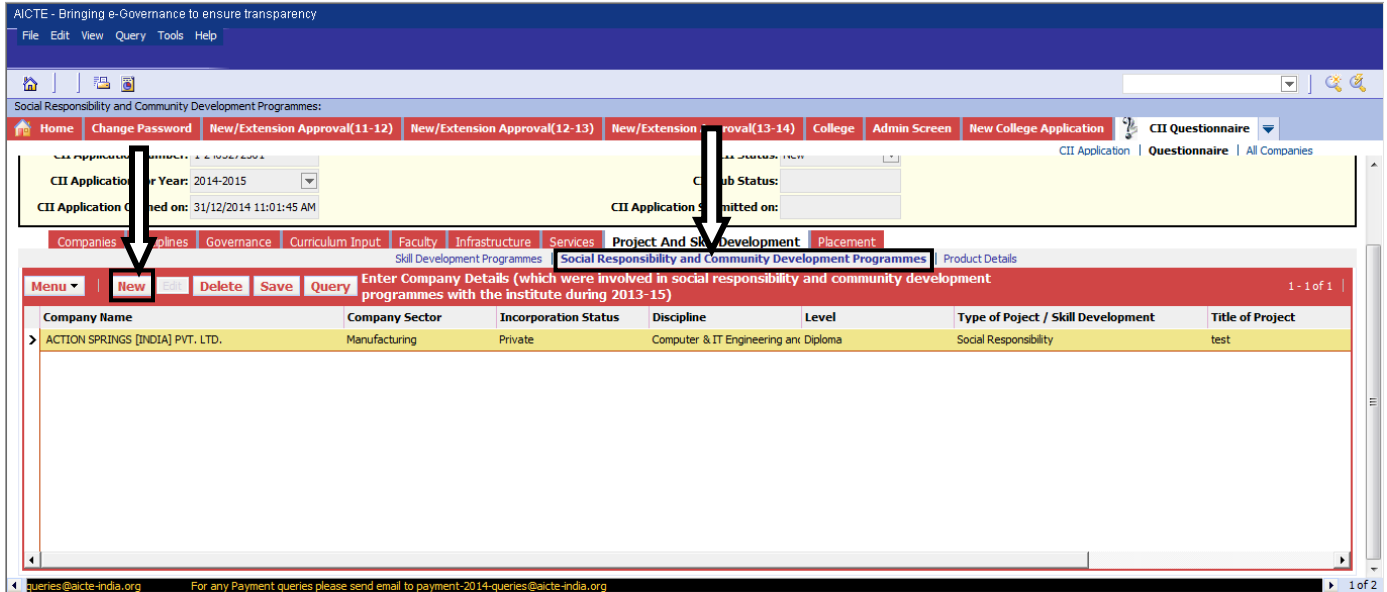 AICTE - Bringing e-Governance to ensure transparency
File Edit View Query Tools Help
Social Responsibility and Community Development Programmes:
Home Change Password New/Extension Approval(11-12) New/Extension Approval(12-13) New/Extension Approval(13-14) College Admin Screen New College Application CII Questionnaire
CII Application | Questionnaire | All Companies
CII Application Number: CII Status: New
CII Application For Year: 2014-2015 CII Sub Status:
CII Application Opened on: 31/12/2014 11:01:45 AM CII Application Submitted on:
Companies Disciplines Governance Curriculum Input Faculty Infrastructure Services Project And Skill Development Placement
Skill Development Programmes | Social Responsibility and Community Development Programmes | Product Details
Menu New Edit Delete Save Query Enter Company Details (which were involved in social responsibility and community development
programmes with the institute during 2013-15) 1 - 1 of 1
Company Name Company Sector Incorporation Status Discipline Level Type of Poject / Skill Development Title of Project
ACTION SPRINGS [INDIA] PVT. LTD. Manufacturing Private Computer & IT Engineering and Diploma Social Responsibility test
queries@aicte-india.org For any Payment queries please send email to payment-2014-queries@aicte-india.org 1 of 2